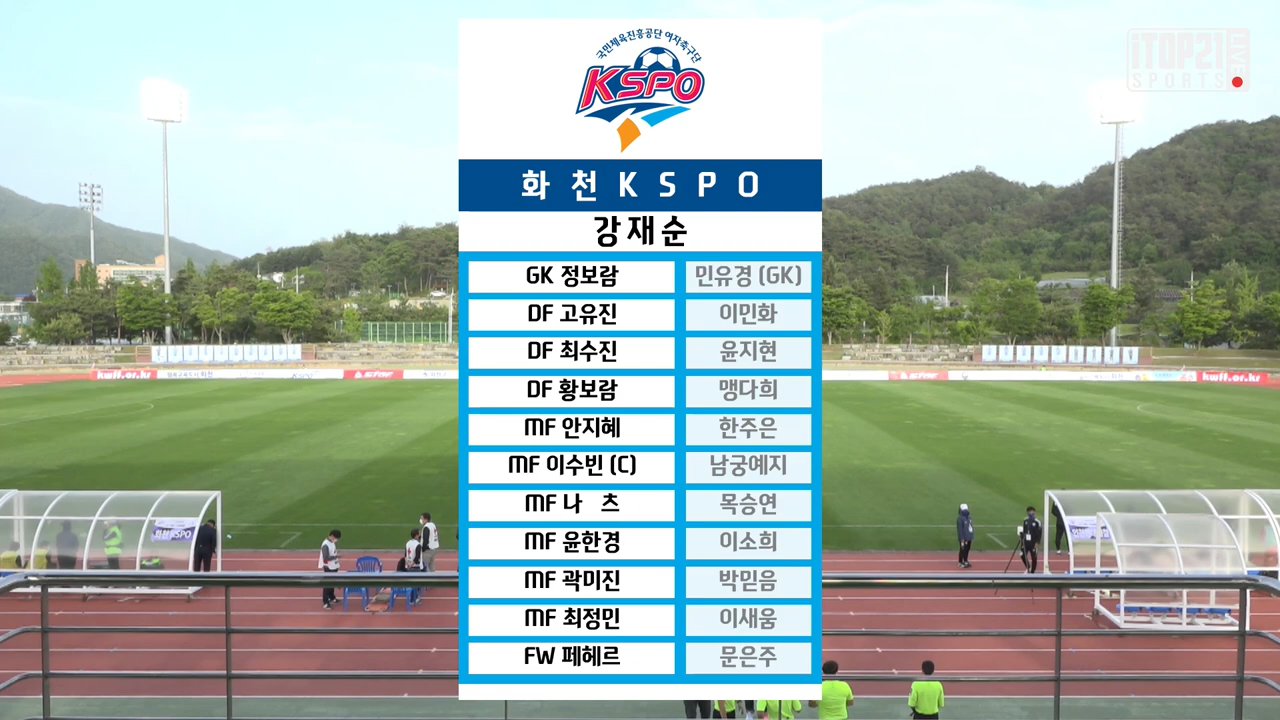 iTOP21
SPORTS
LIVE
국민체육진흥공단 여자축구단
KSPO
화 천 K S P O
강재순
GK 정보람 민유경 (GK)
DF 고유진 이민화
DF 최수진 윤지현
DF 황보람 맹다희
MF 안지혜 한주은
MF 이수빈 (C) 남궁예지
MF 나 츠 목승연
MF 윤한경 이소희
MF 곽미진 박믿음
MF 최정민 이새움
FW 페헤르 문은주
kwff.or.kr
KSPO
kwff.or.kr